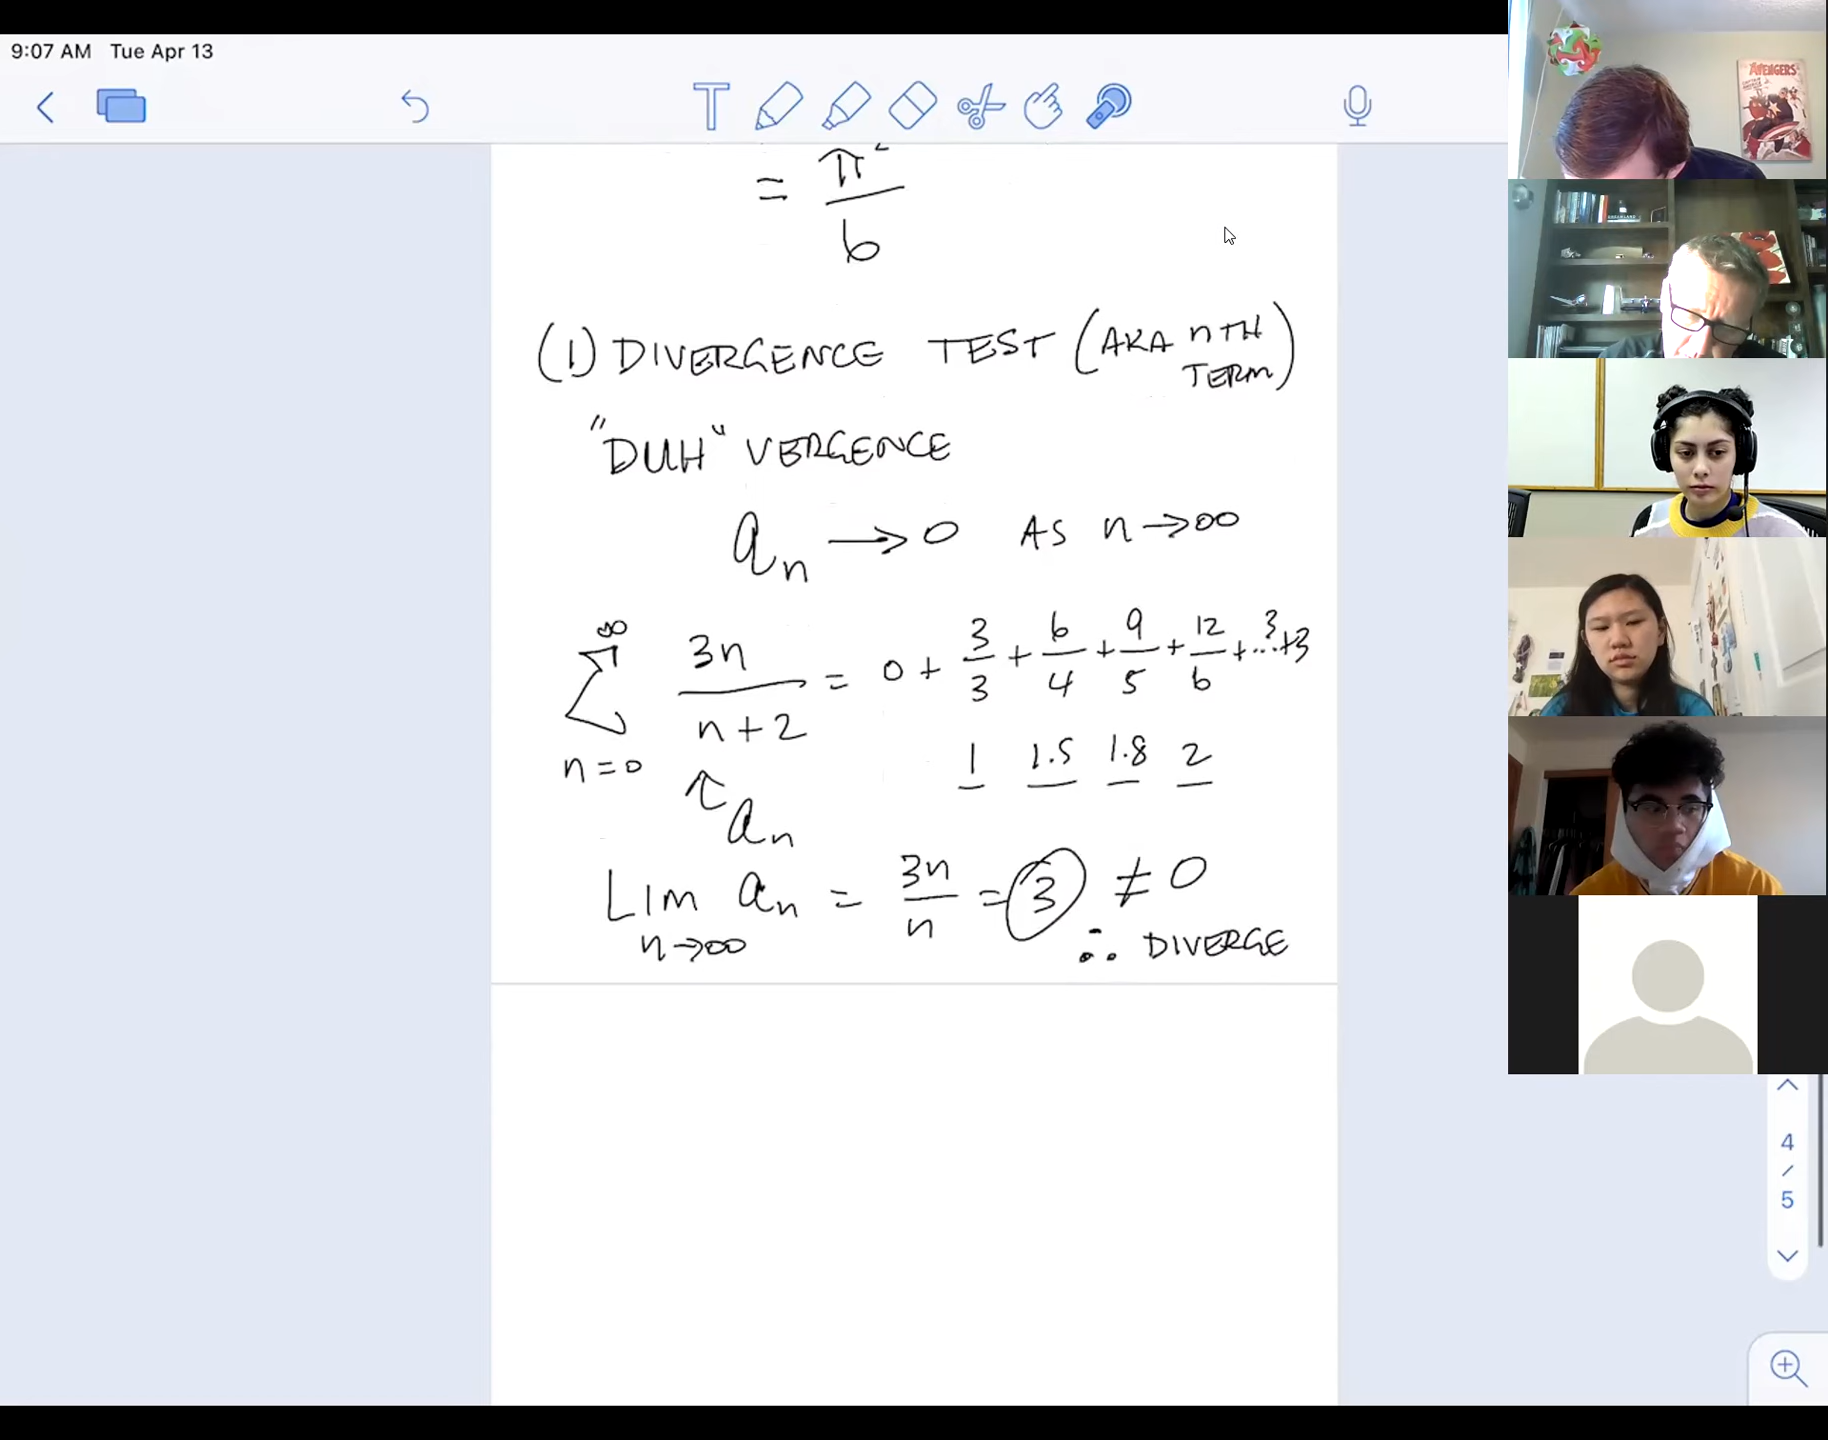 9:07 AM Tue Apr 13
= π²/6
(1) DIVERGENCE TEST (AKA nTH TERM)
"DUH" VERGENCE
aₙ → 0 AS n → ∞
∞
Σ 3n/(n+2) = 0 + 3/3 + 6/4 + 9/5 + 12/6 + ... 3 + 3
n=0
1 1.5 1.8 2
↑ aₙ
LIM aₙ = 3n/n = 3 ≠ 0
n→∞
∴ DIVERGE
AVENGERS
4
/
5